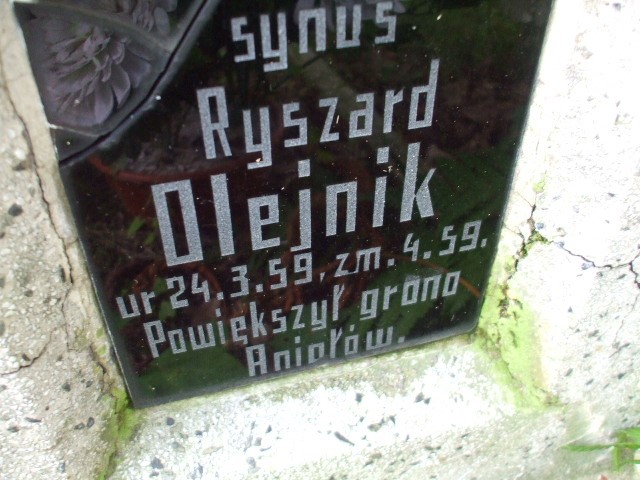 synus
Ryszard
Olejnik
ur 24.3.59, zm. 4.59.
Powiększył grono
Aniołów.